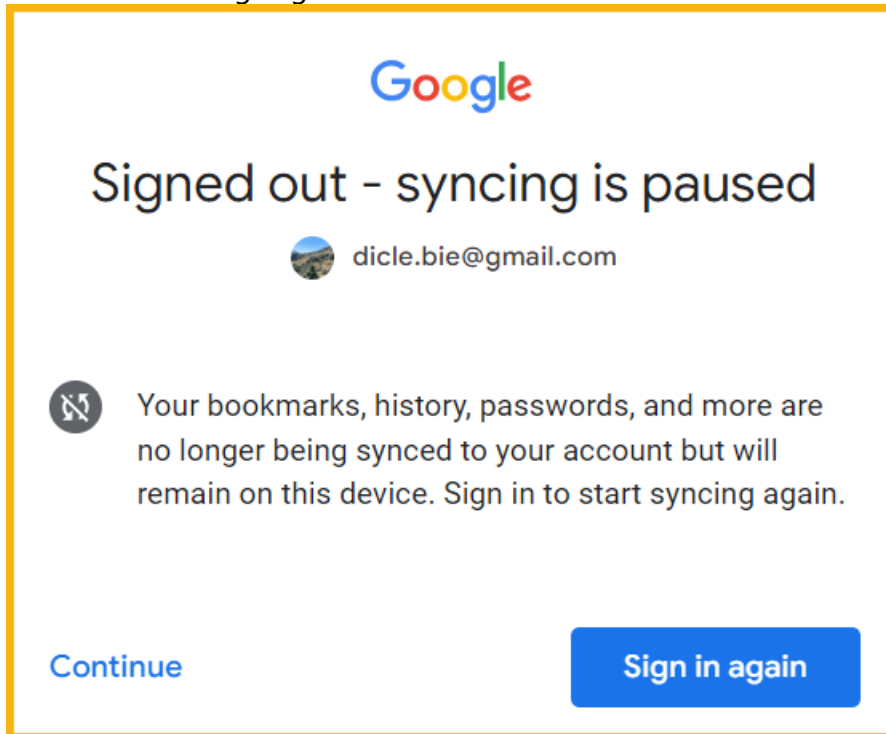 Google
Signed out - syncing is paused
dicle.bie@gmail.com
Your bookmarks, history, passwords, and more are
no longer being synced to your account but will
remain on this device. Sign in to start syncing again.
Continue
Sign in again